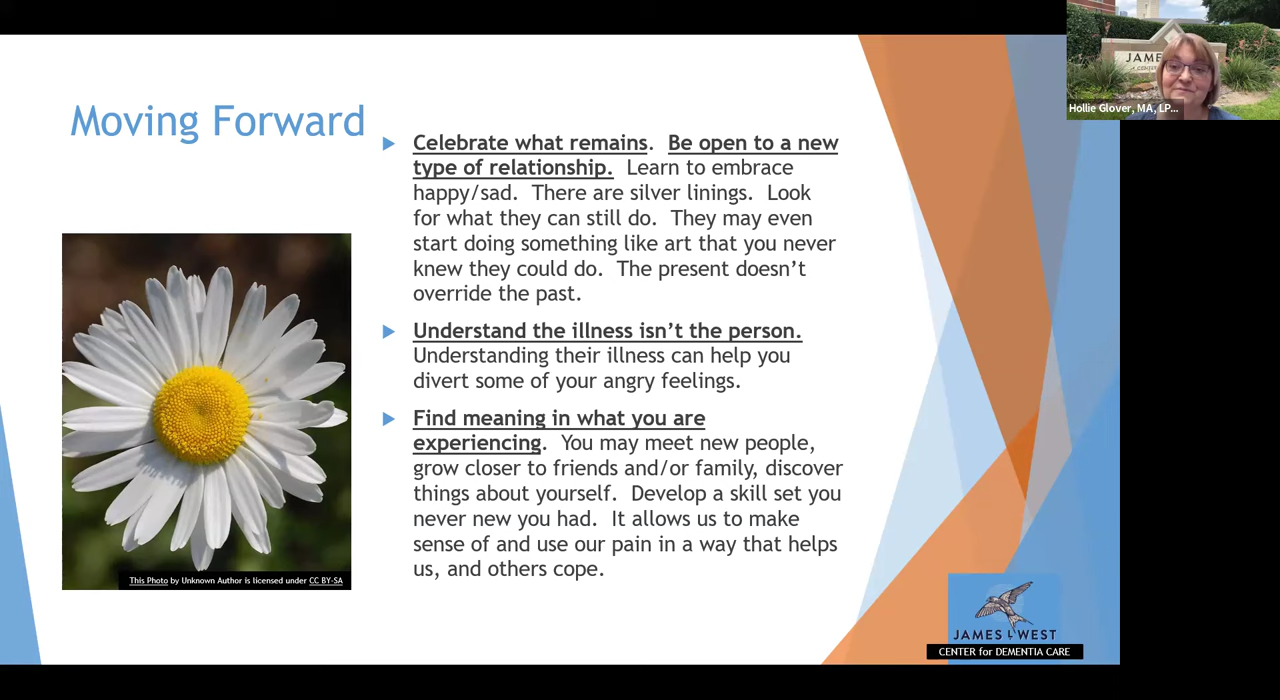 JAMES
Hollie Glover, MA, LP...
Moving Forward
Celebrate what remains.  Be open to a new
type of relationship.  Learn to embrace
happy/sad.  There are silver linings.  Look
for what they can still do.  They may even
start doing something like art that you never
knew they could do.  The present doesn’t
override the past.
Understand the illness isn’t the person.
Understanding their illness can help you
divert some of your angry feelings.
Find meaning in what you are
experiencing.  You may meet new people,
grow closer to friends and/or family, discover
things about yourself.  Develop a skill set you
never new you had.  It allows us to make
sense of and use our pain in a way that helps
us, and others cope.
This Photo by Unknown Author is licensed under CC BY-SA
JAMES L WEST
CENTER for DEMENTIA CARE